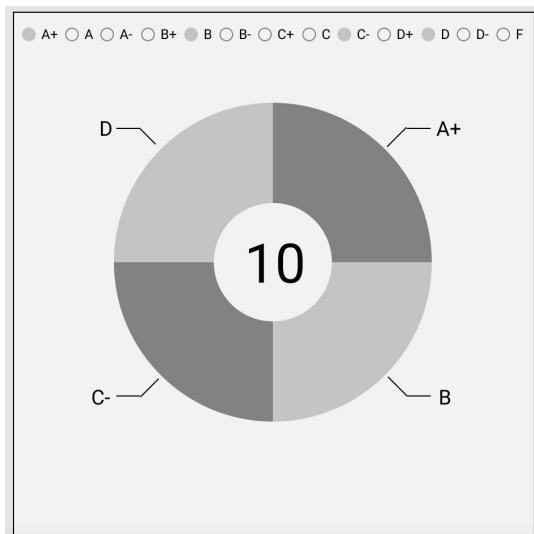 A+ A A- B+ B B- C+ C C- D+ D D- F
D A+
10
C- B